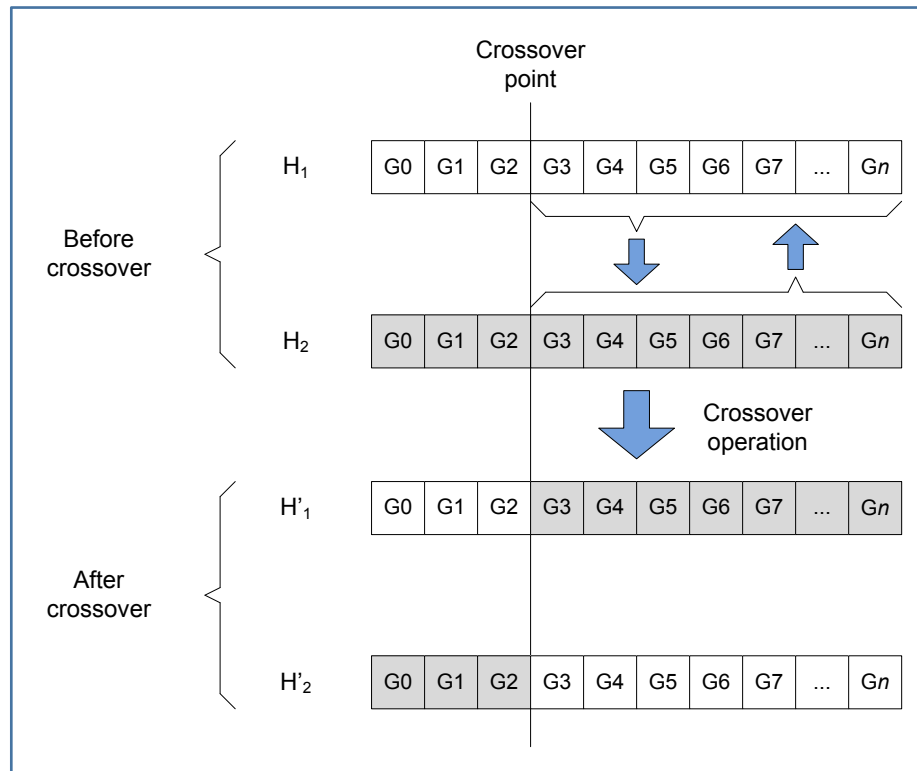 Crossover
point
H₁ G0 G1 G2 G3 G4 G5 G6 G7 ... Gn
Before
crossover
H₂ G0 G1 G2 G3 G4 G5 G6 G7 ... Gn
Crossover
operation
H'₁ G0 G1 G2 G3 G4 G5 G6 G7 ... Gn
After
crossover
H'₂ G0 G1 G2 G3 G4 G5 G6 G7 ... Gn